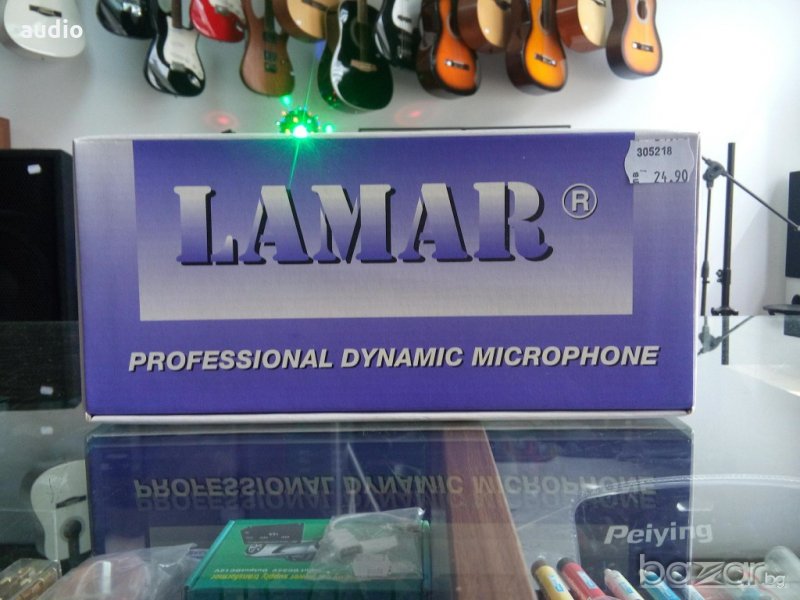 audio
305218
24.90
LAMAR ®
PROFESSIONAL DYNAMIC MICROPHONE
Peiying
bazar.bg